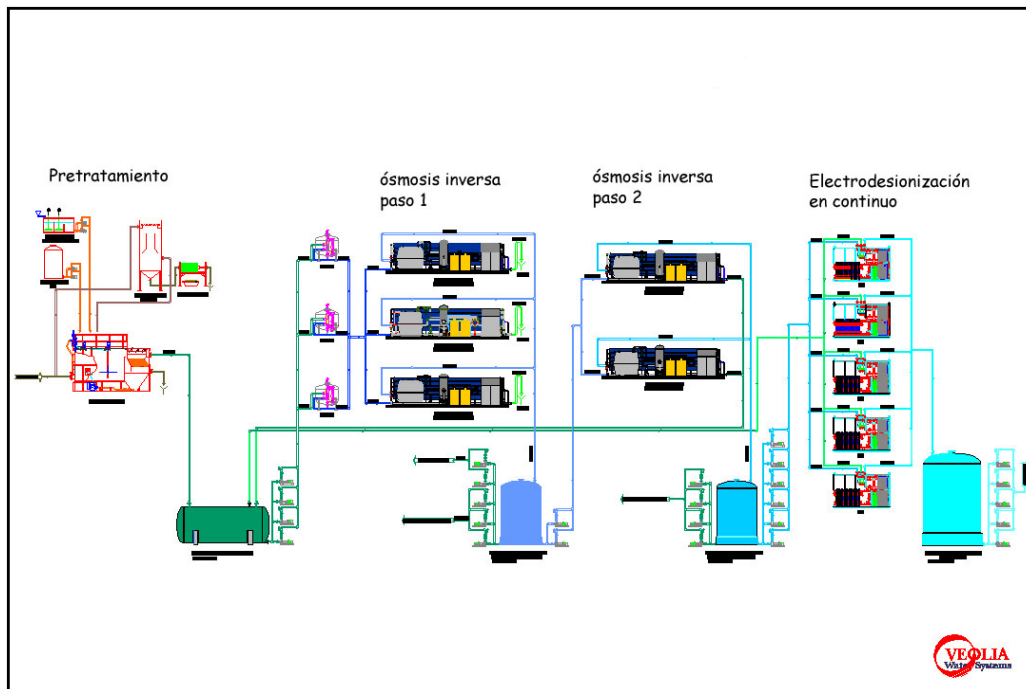 Pretratamiento
ósmosis inversa
paso 1
ósmosis inversa
paso 2
Electrodesionización
en continuo
VEOLIA
Water Systems